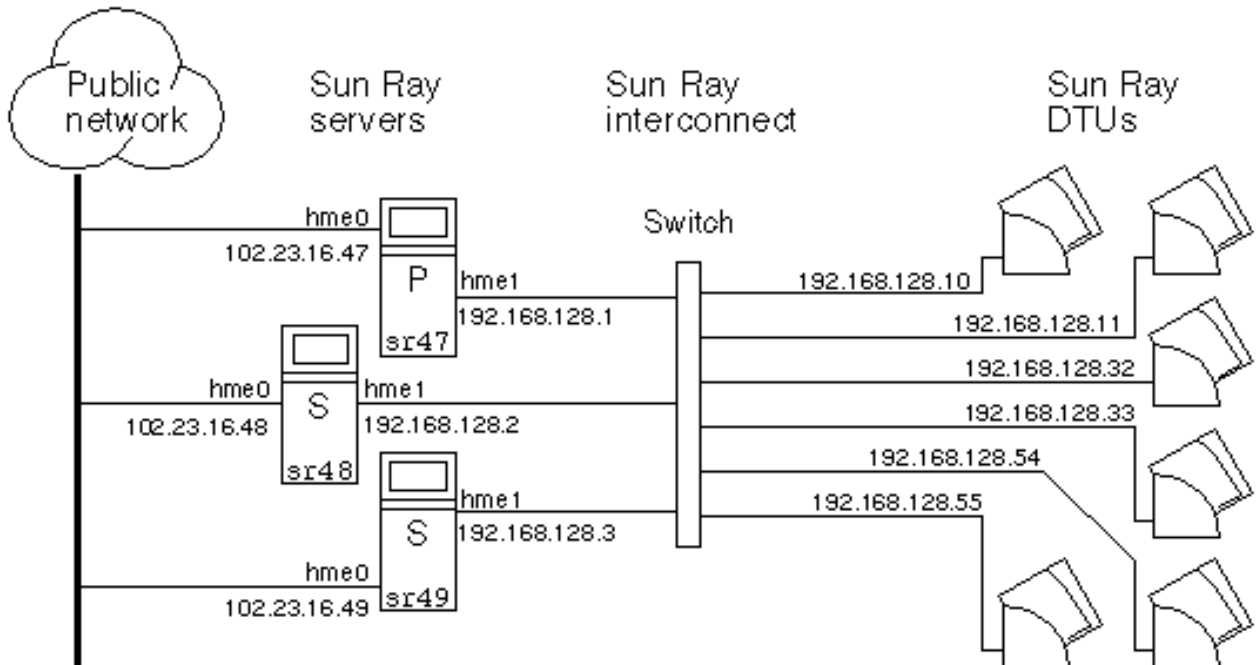 Public
network
Sun Ray
servers
Sun Ray
interconnect
Sun Ray
DTUs
hme0
102.23.16.47
P
sr47
hme1
192.168.128.1
Switch
192.168.128.10
192.168.128.11
hme0
102.23.16.48
S
sr48
hme1
192.168.128.2
192.168.128.32
192.168.128.33
192.168.128.54
hme0
102.23.16.49
S
sr49
hme1
192.168.128.3
192.168.128.55